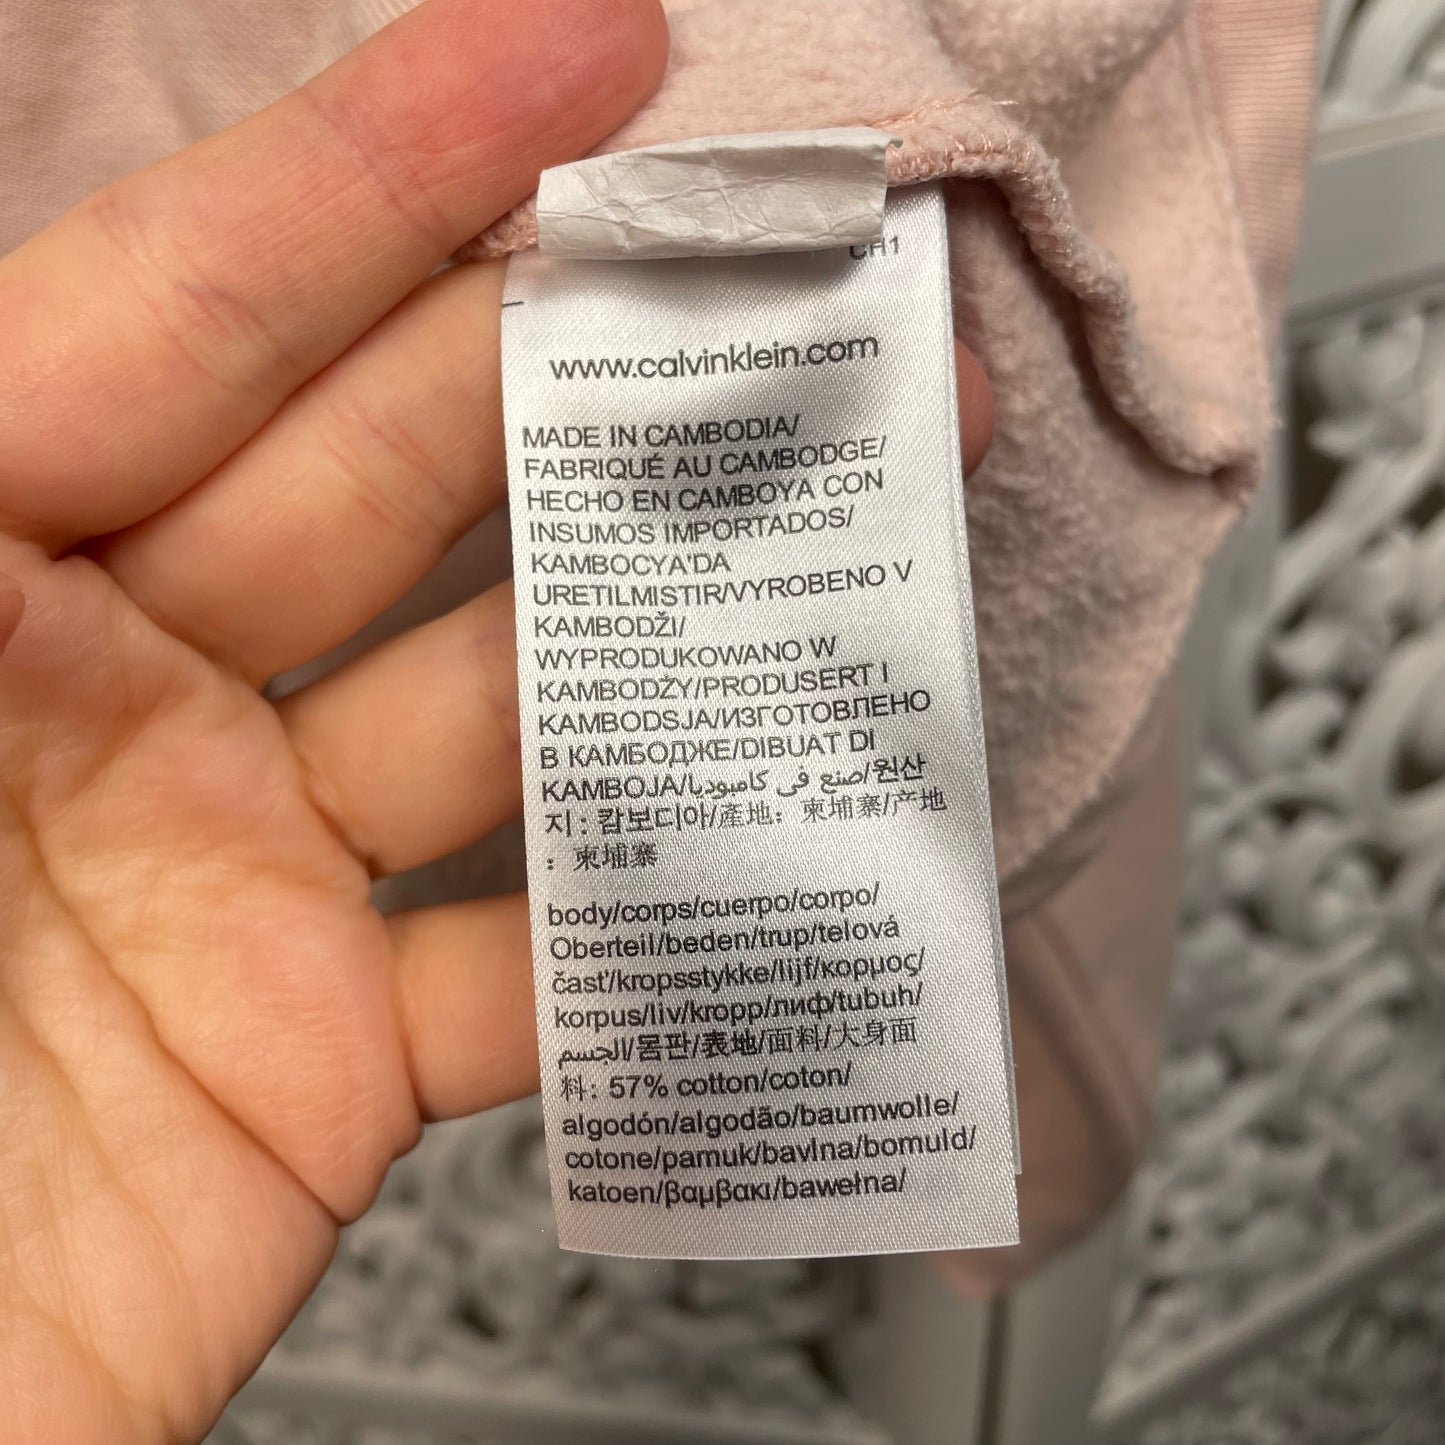 CH1
www.calvinklein.com
MADE IN CAMBODIA/
FABRIQUÉ AU CAMBODGE/
HECHO EN CAMBOYA CON
INSUMOS IMPORTADOS/
KAMBOCYA'DA
URETILMISTIR/VYROBENO V
KAMBODŽI/
WYPRODUKOWANO W
KAMBODŻY/PRODUSERT I
KAMBODSJA/ИЗГОТОВЛЕНО
В КАМБОДЖЕ/DIBUAT DI
KAMBOJA/صنع في كامبوديا/원산
지 : 캄보디아/產地：柬埔寨/产地
：柬埔寨
body/corps/cuerpo/corpo/
Oberteil/beden/trup/telová
časť/kropsstykke/lijf/κορμος/
korpus/liv/kropp/лиф/tubuh/
الجسم/몸판/表地/面料/大身面
料: 57% cotton/coton/
algodón/algodão/baumwolle/
cotone/pamuk/bavlna/bomuld/
katoen/βαμβακι/bawełna/